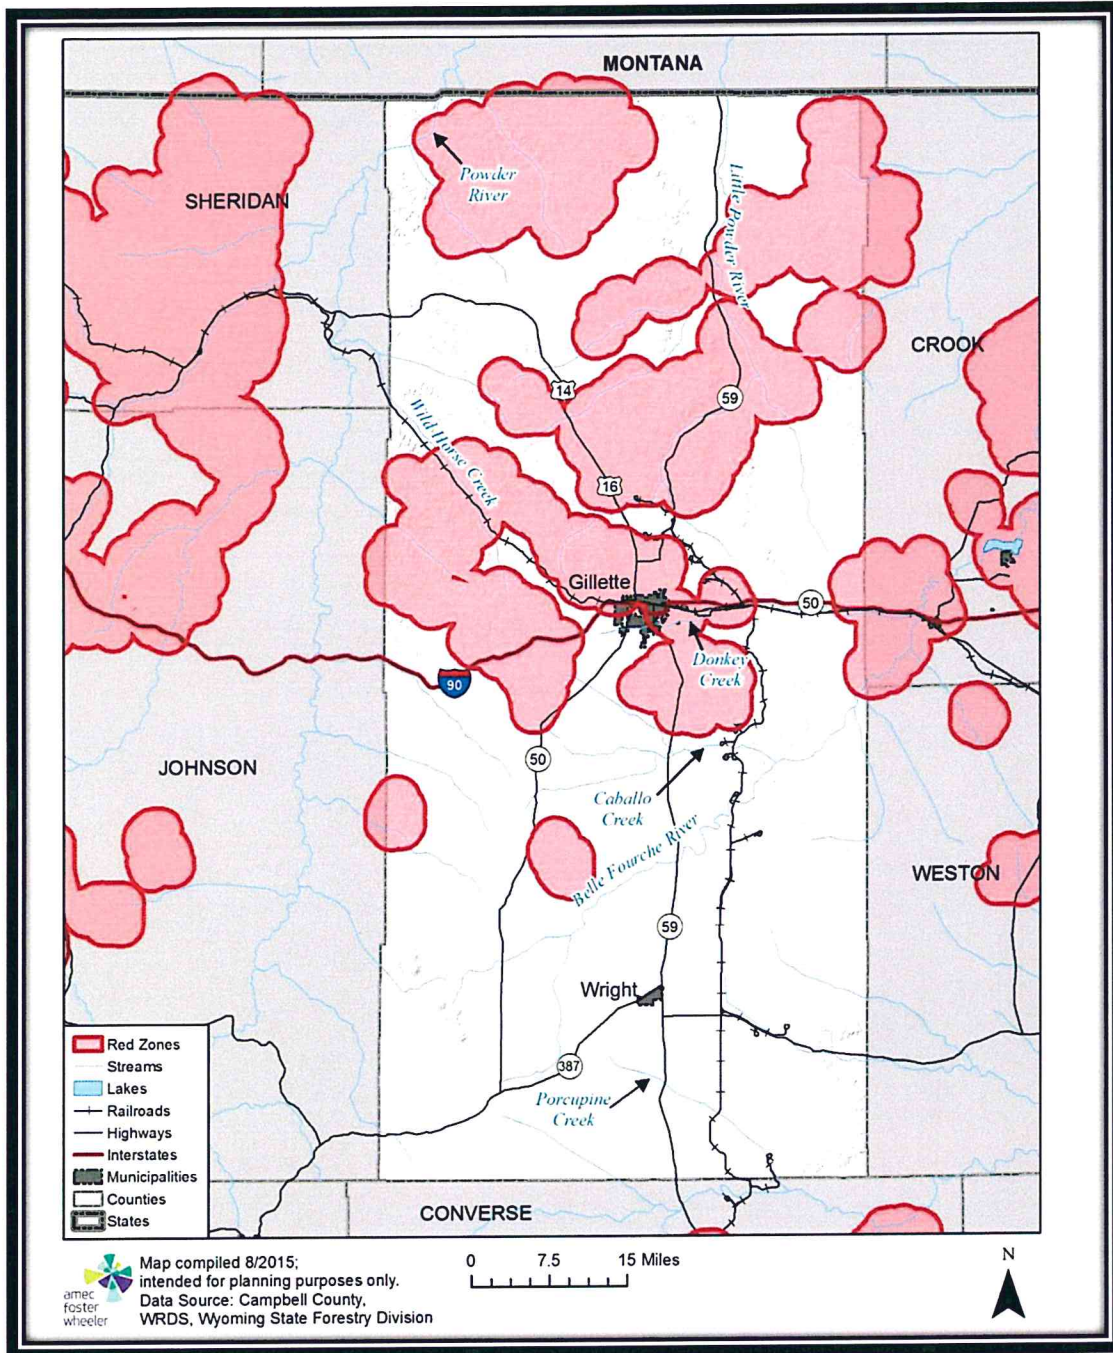 MONTANA
Powder
River
SHERIDAN
Little Powder River
CROOK
14
59
Wild Horse Creek
16
Gillette
50
Donkey
Creek
90
50
JOHNSON
Caballo
Creek
Belle Fourche River
WESTON
59
Wright
387
Porcupine
Creek
CONVERSE
Red Zones
Streams
Lakes
Railroads
Highways
Interstates
Municipalities
Counties
States
amec
foster
wheeler
Map compiled 8/2015;
intended for planning purposes only.
Data Source: Campbell County,
WRDS, Wyoming State Forestry Division
0 7.5 15 Miles
N